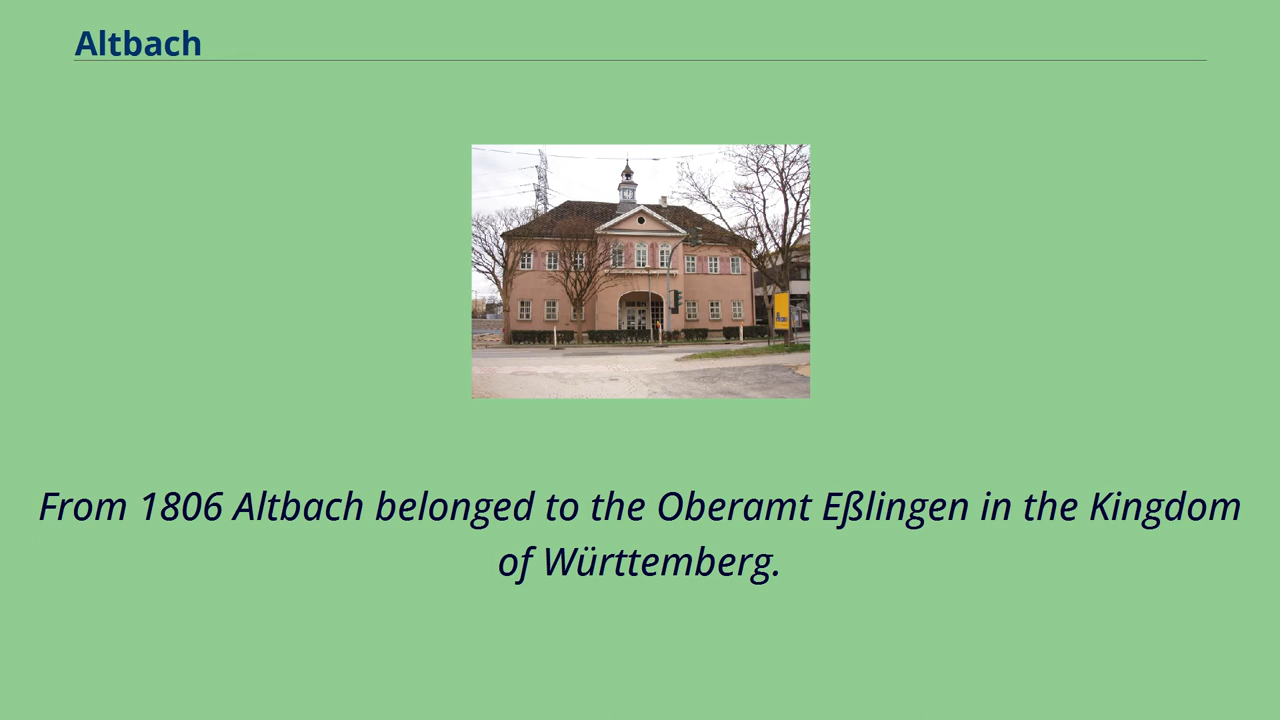 Altbach
From 1806 Altbach belonged to the Oberamt Eßlingen in the Kingdom
of Württemberg.